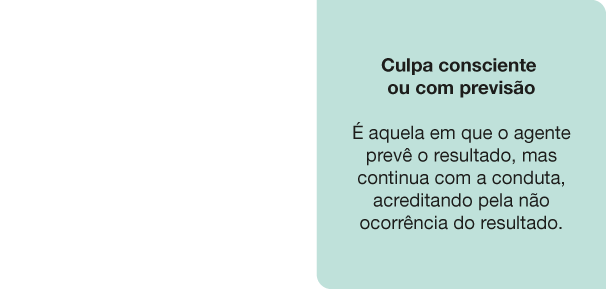 Culpa consciente
ou com previsão
É aquela em que o agente
prevê o resultado, mas
continua com a conduta,
acreditando pela não
ocorrência do resultado.